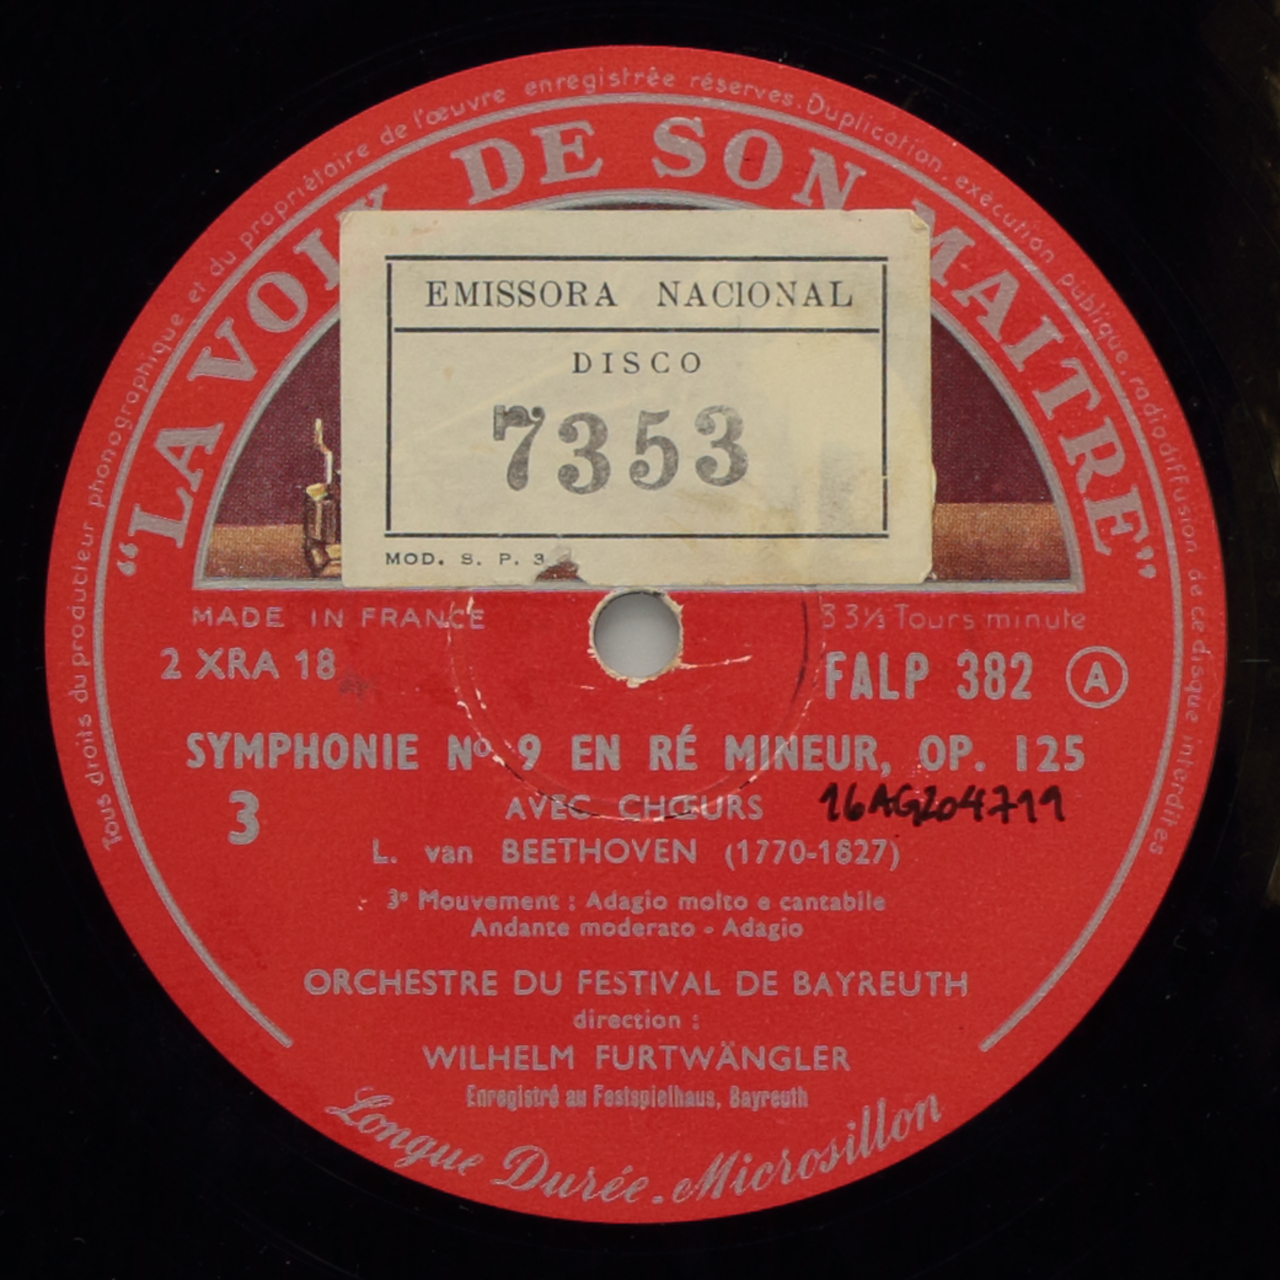 Tous droits du producteur phonographique et du propriétaire de l'œuvre enregistrée réservés. Duplication, exécution publique, radiodiffusion de ce disque interdites
"LA VOIX DE SON MAITRE"
EMISSORA NACIONAL
DISCO
7353
MOD. S. P. 3
MADE IN FRANCE
33⅓ Tours minute
2 XRA 18
FALP 382 A
SYMPHONIE No 9 EN RÉ MINEUR, OP. 125
3
AVEC CHŒURS
16AG204719
L. van BEETHOVEN (1770-1827)
3e Mouvement : Adagio molto e cantabile
Andante moderato - Adagio
ORCHESTRE DU FESTIVAL DE BAYREUTH
direction :
WILHELM FURTWÄNGLER
Enregistré au Festspielhaus, Bayreuth
Longue Durée - Microsillon